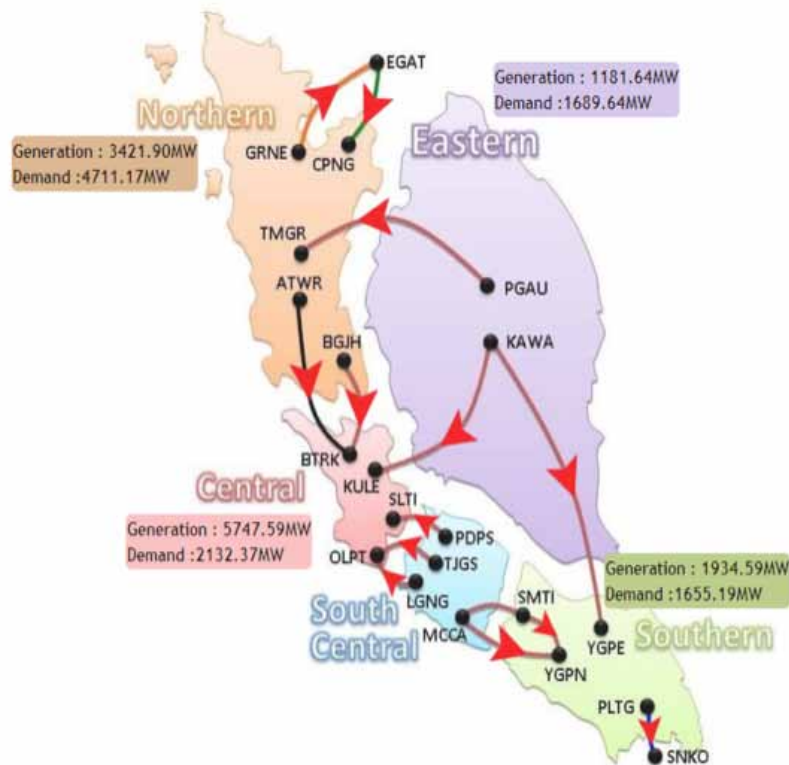 EGAT
Generation : 1181.64MW
Demand :1689.64MW
Northern
Eastern
Generation : 3421.90MW
Demand :4711.17MW
GRNE
CPNG
TMGR
ATWR
PGAU
BGJH
KAWA
BTRK
KULE
Central
SLTI
Generation : 5747.59MW
Demand :2132.37MW
PDPS
OLPT
TJGS
LGNG
Generation : 1934.59MW
Demand :1655.19MW
SMTI
South
Central
MCCA
YGPE
Southern
YGPN
PLTG
SNKO